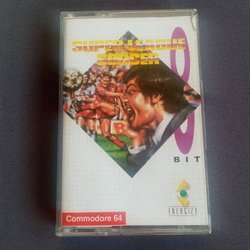 SUPER LEAGUE
SOCCER
8
BIT
Commodore 64
ENERGIZE